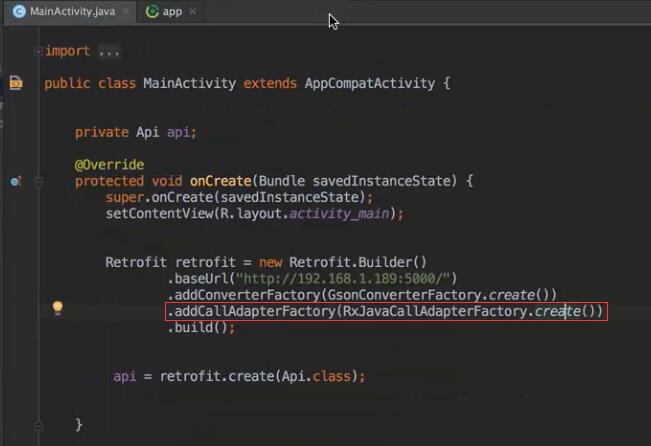 MainActivity.java × app ×
import ...
public class MainActivity extends AppCompatActivity {
private Api api;
@Override
protected void onCreate(Bundle savedInstanceState) {
super.onCreate(savedInstanceState);
setContentView(R.layout.activity_main);
Retrofit retrofit = new Retrofit.Builder()
.baseUrl("http://192.168.1.189:5000/")
.addConverterFactory(GsonConverterFactory.create())
.addCallAdapterFactory(RxJavaCallAdapterFactory.create())
.build();
api = retrofit.create(Api.class);
}